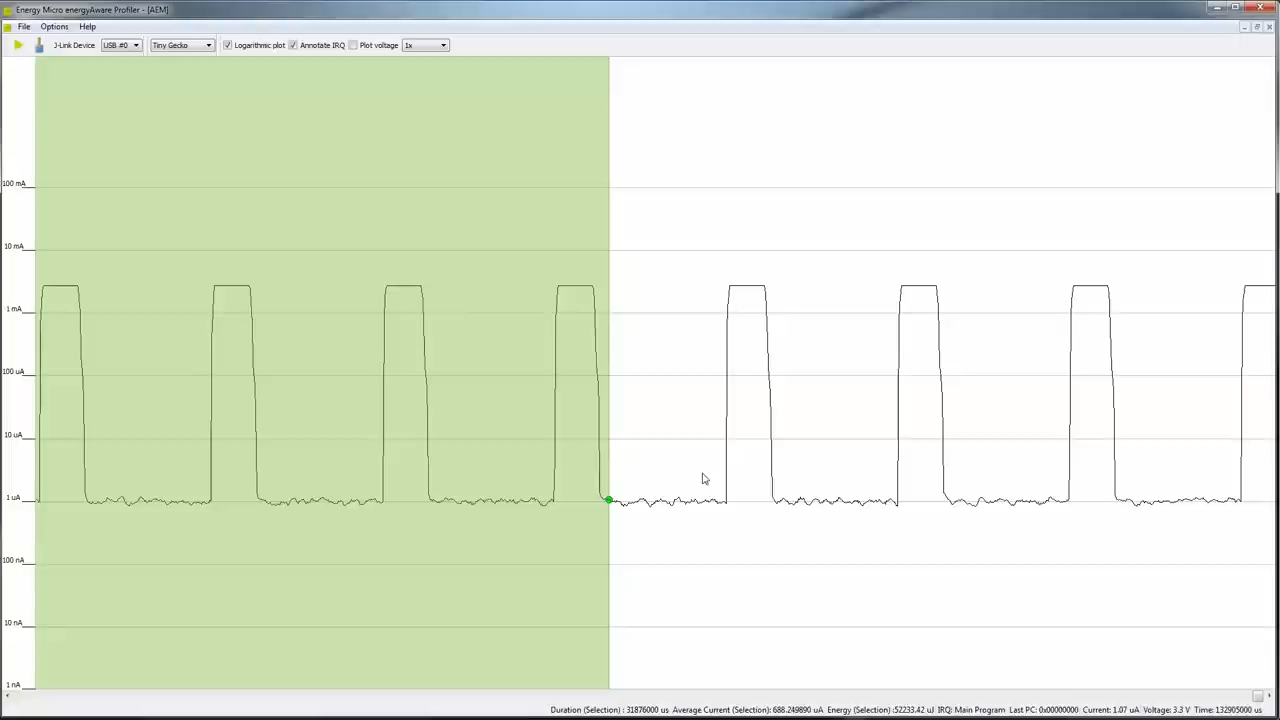 Energy Micro energyAware Profiler - [AEM]
File Options Help
J-Link Device USB #0 Tiny Gecko Logarithmic plot Annotate IRQ Plot voltage 1x
100 mA
10 mA
1 mA
100 uA
10 uA
1 uA
100 nA
10 nA
1 nA
Duration (Selection) : 31876000 us Average Current (Selection): 688.249890 uA Energy (Selection) :52233.42 uJ IRQ: Main Program Last PC: 0x00000000 Current: 1.07 uA Voltage: 3.3 V Time: 132905000 us